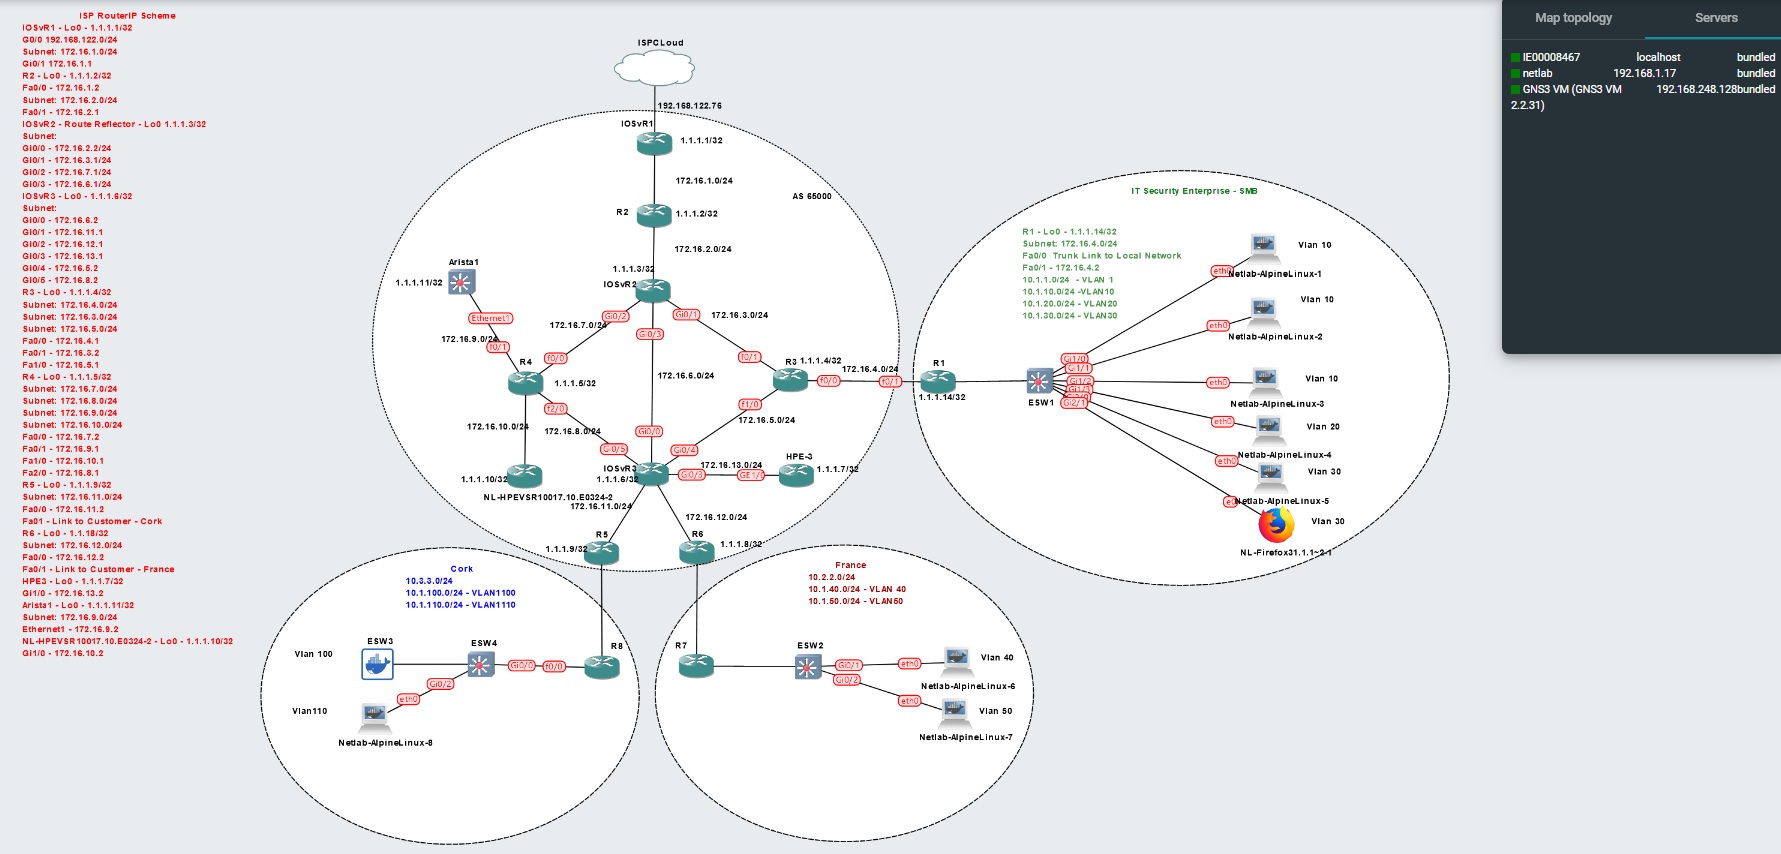 ISP RouterIP Scheme
IOSvR1 - Lo0 - 1.1.1.1/32
G0/0 192.168.122.0/24
Subnet: 172.16.1.0/24
Gi0/1 172.16.1.1
R2 - Lo0 - 1.1.1.2/32
Fa0/0 - 172.16.1.2
Subnet: 172.16.2.0/24
Fa0/1 - 172.16.2.1
IOSvR2 - Route Reflector - Lo0 1.1.1.3/32
Subnet:
Gi0/0 - 172.16.2.2/24
Gi0/1 - 172.16.3.1/24
Gi0/2 - 172.16.7.1/24
Gi0/3 - 172.16.6.1/24
IOSvR3 - Lo0 - 1.1.1.6/32
Subnet:
Gi0/0 - 172.16.6.2
Gi0/1 - 172.16.11.1
Gi0/2 - 172.16.12.1
Gi0/3 - 172.16.13.1
Gi0/4 - 172.16.5.2
Gi0/5 - 172.16.8.2
R3 - Lo0 - 1.1.1.4/32
Subnet: 172.16.4.0/24
Subnet: 172.16.3.0/24
Subnet: 172.16.5.0/24
Fa0/0 - 172.16.4.1
Fa0/1 - 172.16.3.2
Fa1/0 - 172.16.5.1
R4 - Lo0 - 1.1.1.5/32
Subnet: 172.16.7.0/24
Subnet: 172.16.8.0/24
Subnet: 172.16.9.0/24
Subnet: 172.16.10.0/24
Fa0/0 - 172.16.7.2
Fa0/1 - 172.16.9.1
Fa1/0 - 172.16.10.1
Fa2/0 - 172.16.8.1
R5 - Lo0 - 1.1.1.9/32
Subnet: 172.16.11.0/24
Fa0/0 - 172.16.11.2
Fa01 - Link to Customer - Cork
R6 - Lo0 - 1.1.18/32
Subnet: 172.16.12.0/24
Fa0/0 - 172.16.12.2
Fa0/1 - Link to Customer - France
HPE3 - Lo0 - 1.1.1.7/32
Gi1/0 - 172.16.13.2
Arista1 - Lo0 - 1.1.1.11/32
Subnet: 172.16.9.0/24
Ethernet1 - 172.16.9.2
NL-HPEVSR10017.10.E0324-2 - Lo0 - 1.1.1.10/32
Gi1/0 - 172.16.10.2
ISPCLoud
192.168.122.76
IOSvR1
1.1.1.1/32
172.16.1.0/24
AS 65000
R2
1.1.1.2/32
172.16.2.0/24
Arista1
1.1.1.11/32
1.1.1.3/32
IOSvR2
Ethernet1
Gi0/2
Gi0/1
172.16.7.0/24
172.16.3.0/24
Gi0/3
172.16.9.0/24
f0/1
f0/0
f0/1
R4
1.1.1.5/32
172.16.6.0/24
R3
1.1.1.4/32
172.16.4.0/24
f0/0
f0/1
f2/0
f1/0
172.16.10.0/24
172.16.8.0/24
172.16.5.0/24
Gi0/0
Gi0/5
Gi0/4
IOSvR3
1.1.1.6/32
172.16.13.0/24
Gi0/3
GE1/0
HPE-3
1.1.1.7/32
1.1.1.10/32
NL-HPEVSR10017.10.E0324-2
172.16.11.0/24
172.16.12.0/24
R5
1.1.1.9/32
R6
1.1.1.8/32
IT Security Enterprise - SMB
R1 - Lo0 - 1.1.1.14/32
Subnet: 172.16.4.0/24
Fa0/0 Trunk Link to Local Network
Fa0/1 - 172.16.4.2
10.1.1.0/24 - VLAN 1
10.1.10.0/24 -VLAN10
10.1.20.0/24 - VLAN20
10.1.30.0/24 - VLAN30
R1
1.1.1.14/32
ESW1
Gi1/0
Gi1/1
Gi1/2
Gi1/3
Gi2/1
Vlan 10
eth0
Netlab-AlpineLinux-1
Vlan 10
eth0
Netlab-AlpineLinux-2
Vlan 10
eth0
Netlab-AlpineLinux-3
Vlan 20
eth0
Netlab-AlpineLinux-4
Vlan 30
eth0
Netlab-AlpineLinux-5
Vlan 30
NL-Firefox31.1.1~2-1
Cork
10.3.3.0/24
10.1.100.0/24 - VLAN1100
10.1.110.0/24 - VLAN1110
Vlan 100
ESW3
ESW4
Gi0/0
f0/0
R8
Gi0/2
eth0
Vlan110
Netlab-AlpineLinux-8
France
10.2.2.0/24
10.1.40.0/24 - VLAN 40
10.1.50.0/24 - VLAN50
R7
ESW2
Gi0/1
eth0
Vlan 40
Netlab-AlpineLinux-6
Gi0/2
eth0
Vlan 50
Netlab-AlpineLinux-7
Map topology
Servers
IE00008467 localhost bundled
netlab 192.168.1.17 bundled
GNS3 VM (GNS3 VM 192.168.248.128bundled
2.2.31)